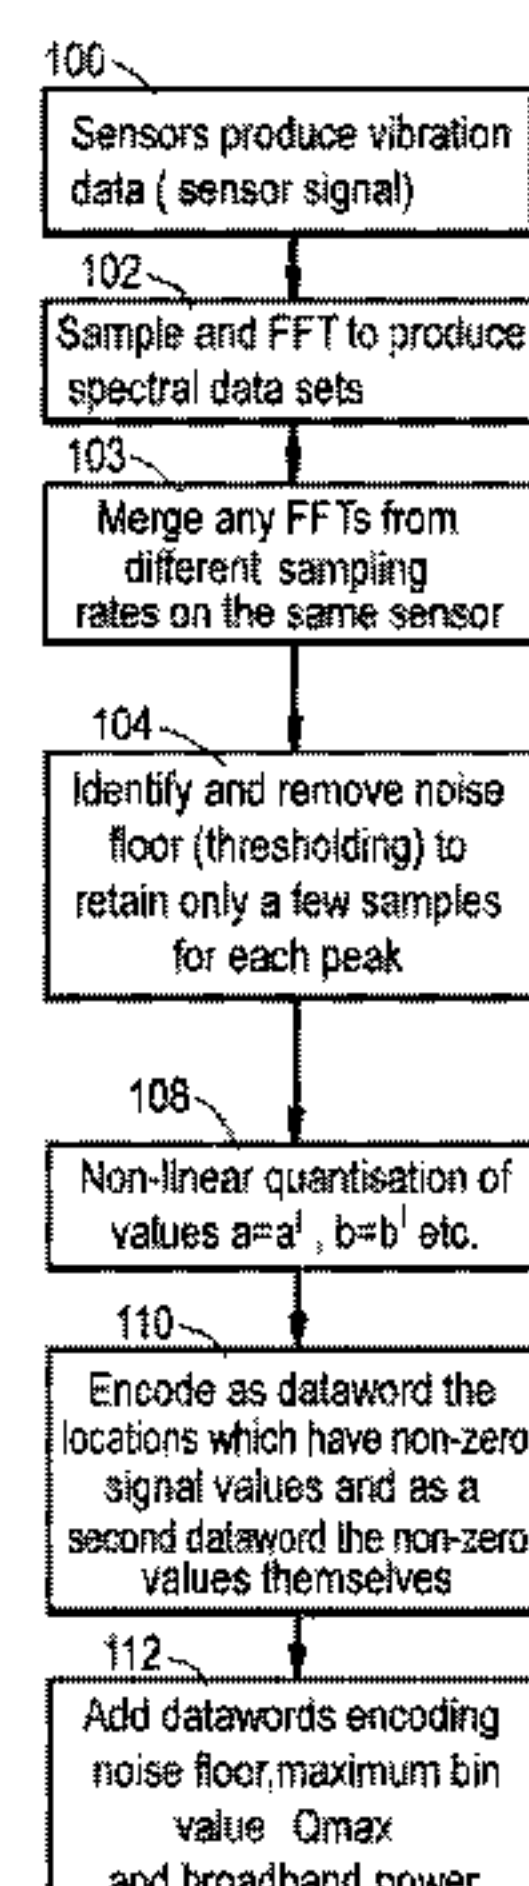 100
Sensors produce vibration
data ( sensor signal)
102
Sample and FFT to produce
spectral data sets
103
Merge any FFTs from
different sampling
rates on the same sensor
104
Identify and remove noise
floor (thresholding) to
retain only a few samples
for each peak
108
Non-linear quantisation of
values a=a', b=b' etc.
110
Encode as dataword the
locations which have non-zero
signal values and as a
second dataword the non-zero
values themselves
112
Add datawords encoding
noise floor,maximum bin
value Qmax
and broadband power